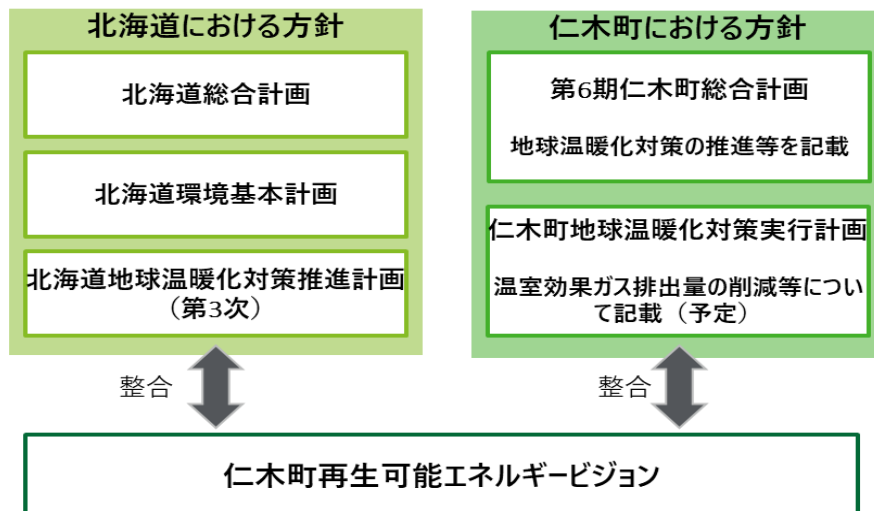 北海道における方針
北海道総合計画
北海道環境基本計画
北海道地球温暖化対策推進計画
（第3次）
仁木町における方針
第6期仁木町総合計画
地球温暖化対策の推進等を記載
仁木町地球温暖化対策実行計画
温室効果ガス排出量の削減等につい
て記載（予定）
整合
整合
仁木町再生可能エネルギービジョン